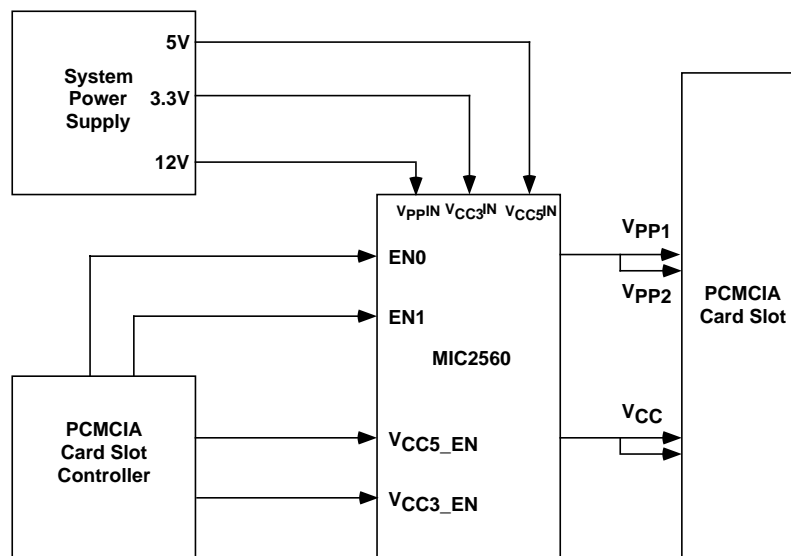 System
Power
Supply
5V
3.3V
12V
VPPIN VCC3IN VCC5IN
EN0
EN1
MIC2560
VCC5_EN
VCC3_EN
PCMCIA
Card Slot
Controller
VPP1
VPP2
VCC
PCMCIA
Card Slot